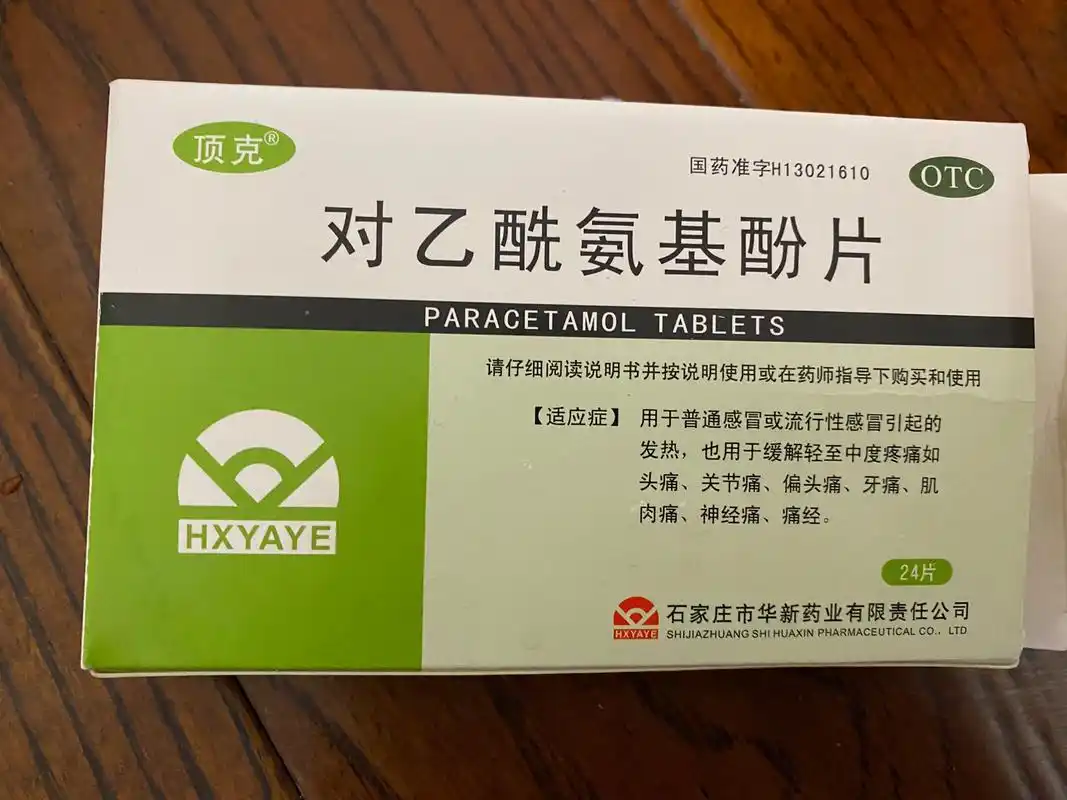 顶克®
国药准字H13021610
OTC
对乙酰氨基酚片
PARACETAMOL TABLETS
请仔细阅读说明书并按说明使用或在药师指导下购买和使用
【适应症】 用于普通感冒或流行性感冒引起的
发热，也用于缓解轻至中度疼痛如
头痛、关节痛、偏头痛、牙痛、肌
肉痛、神经痛、痛经。
HXYAYE
24片
HXYAYE
石家庄市华新药业有限责任公司
SHIJIAZHUANG SHI HUAXIN PHARMACEUTICAL CO., LTD